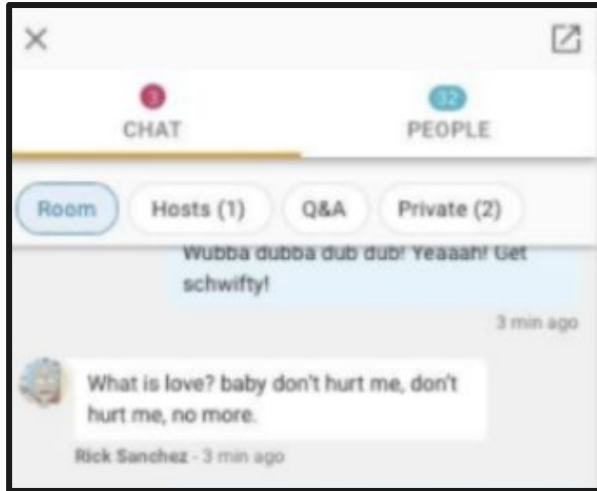 3 32
CHAT PEOPLE
Room Hosts (1) Q&A Private (2)
Wubba dubba dub dub! Yeaaah! Get
schwifty!
3 min ago
What is love? baby don't hurt me, don't
hurt me, no more.
Rick Sanchez - 3 min ago